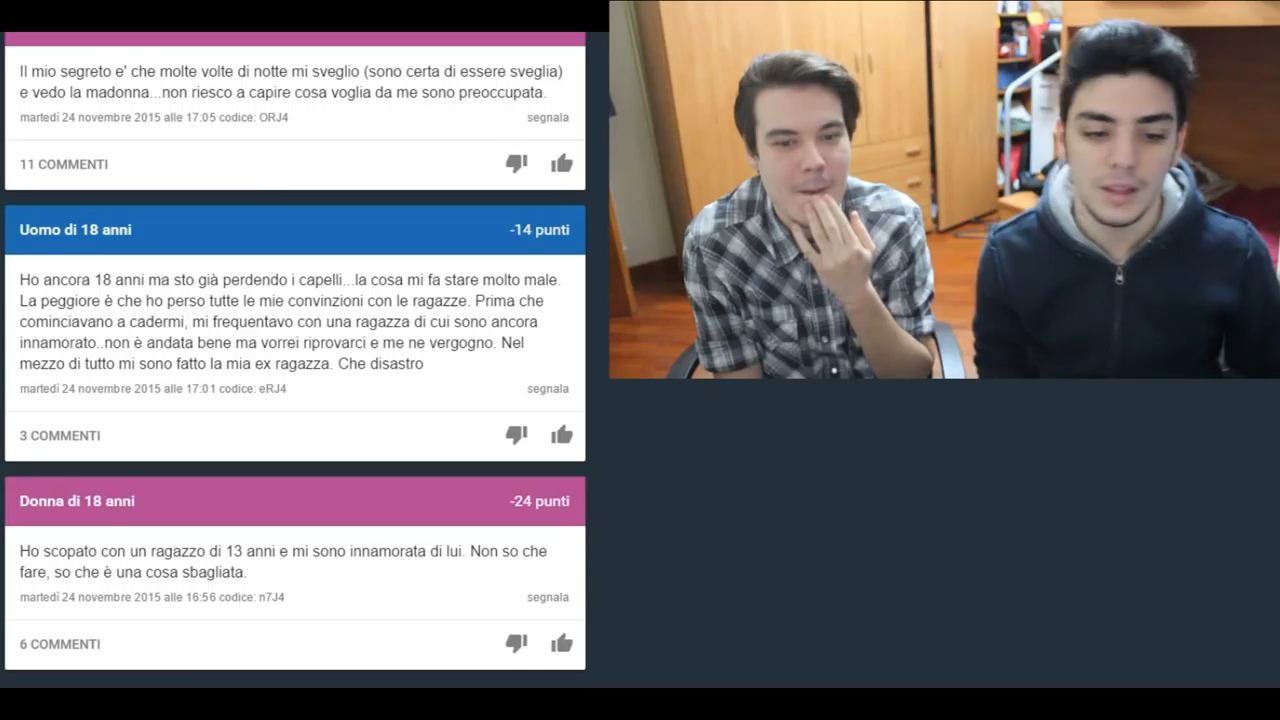 Il mio segreto e' che molte volte di notte mi sveglio (sono certa di essere sveglia)
e vedo la madonna...non riesco a capire cosa voglia da me sono preoccupata.
martedì 24 novembre 2015 alle 17:05 codice: ORJ4 segnala
11 COMMENTI
Uomo di 18 anni -14 punti
Ho ancora 18 anni ma sto già perdendo i capelli...la cosa mi fa stare molto male.
La peggiore è che ho perso tutte le mie convinzioni con le ragazze. Prima che
cominciavano a cadermi, mi frequentavo con una ragazza di cui sono ancora
innamorato..non è andata bene ma vorrei riprovarci e me ne vergogno. Nel
mezzo di tutto mi sono fatto la mia ex ragazza. Che disastro
martedì 24 novembre 2015 alle 17:01 codice: eRJ4 segnala
3 COMMENTI
Donna di 18 anni -24 punti
Ho scopato con un ragazzo di 13 anni e mi sono innamorata di lui. Non so che
fare, so che è una cosa sbagliata.
martedì 24 novembre 2015 alle 16:56 codice: n7J4 segnala
6 COMMENTI